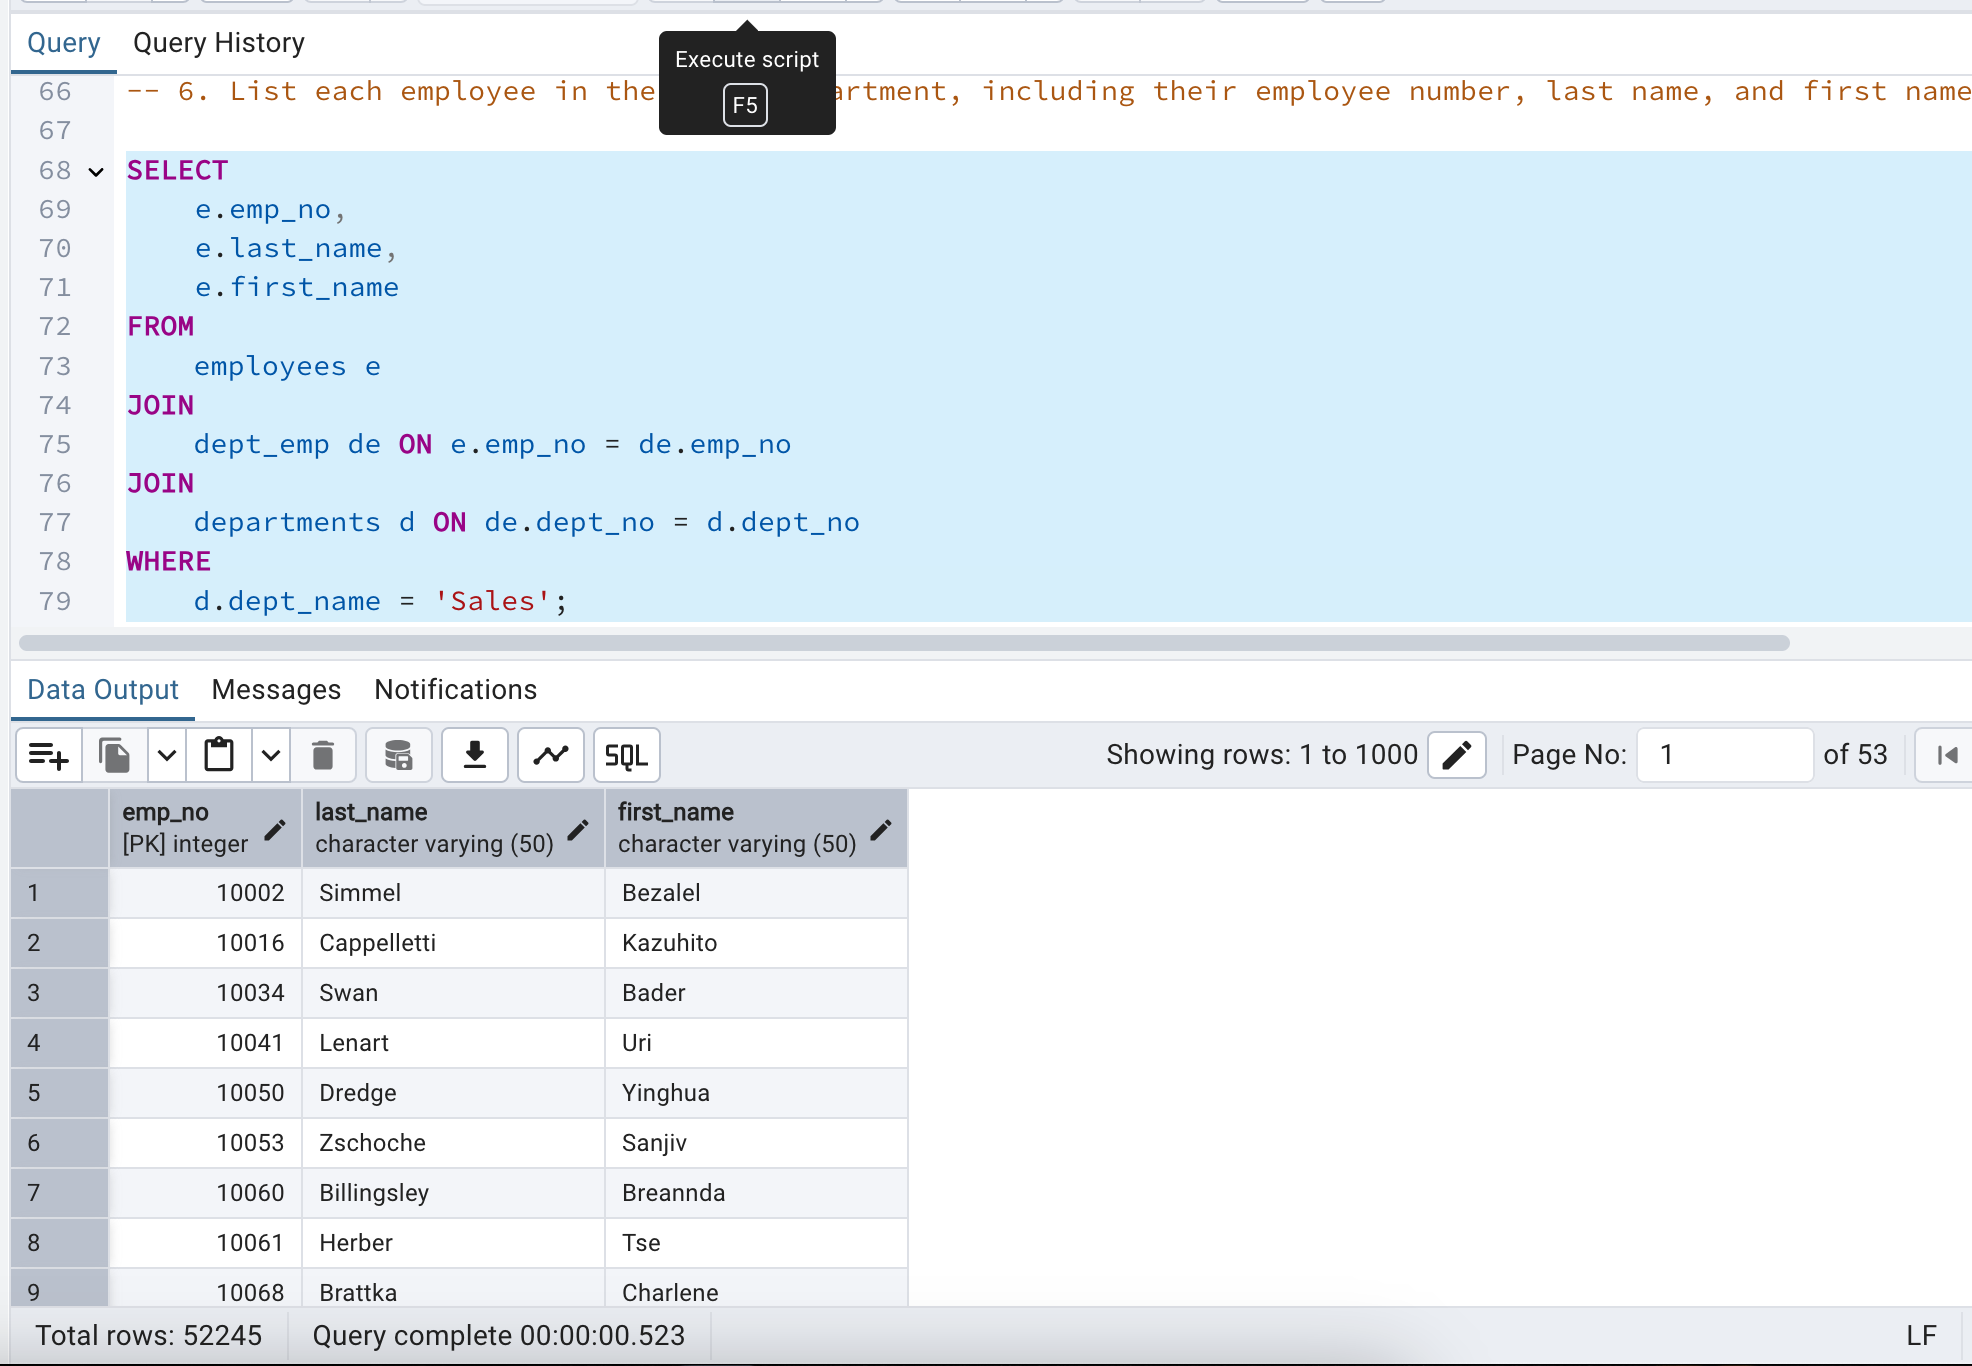 Query Query History
Execute script
F5
66 -- 6. List each employee in the artment, including their employee number, last name, and first name
67
68 SELECT
69 e.emp_no,
70 e.last_name,
71 e.first_name
72 FROM
73 employees e
74 JOIN
75 dept_emp de ON e.emp_no = de.emp_no
76 JOIN
77 departments d ON de.dept_no = d.dept_no
78 WHERE
79 d.dept_name = 'Sales';
Data Output Messages Notifications
SQL Showing rows: 1 to 1000 Page No: 1 of 53
emp_no last_name first_name
[PK] integer character varying (50) character varying (50)
1 10002 Simmel Bezalel
2 10016 Cappelletti Kazuhito
3 10034 Swan Bader
4 10041 Lenart Uri
5 10050 Dredge Yinghua
6 10053 Zschoche Sanjiv
7 10060 Billingsley Breannda
8 10061 Herber Tse
9 10068 Brattka Charlene
Total rows: 52245 Query complete 00:00:00.523 LF